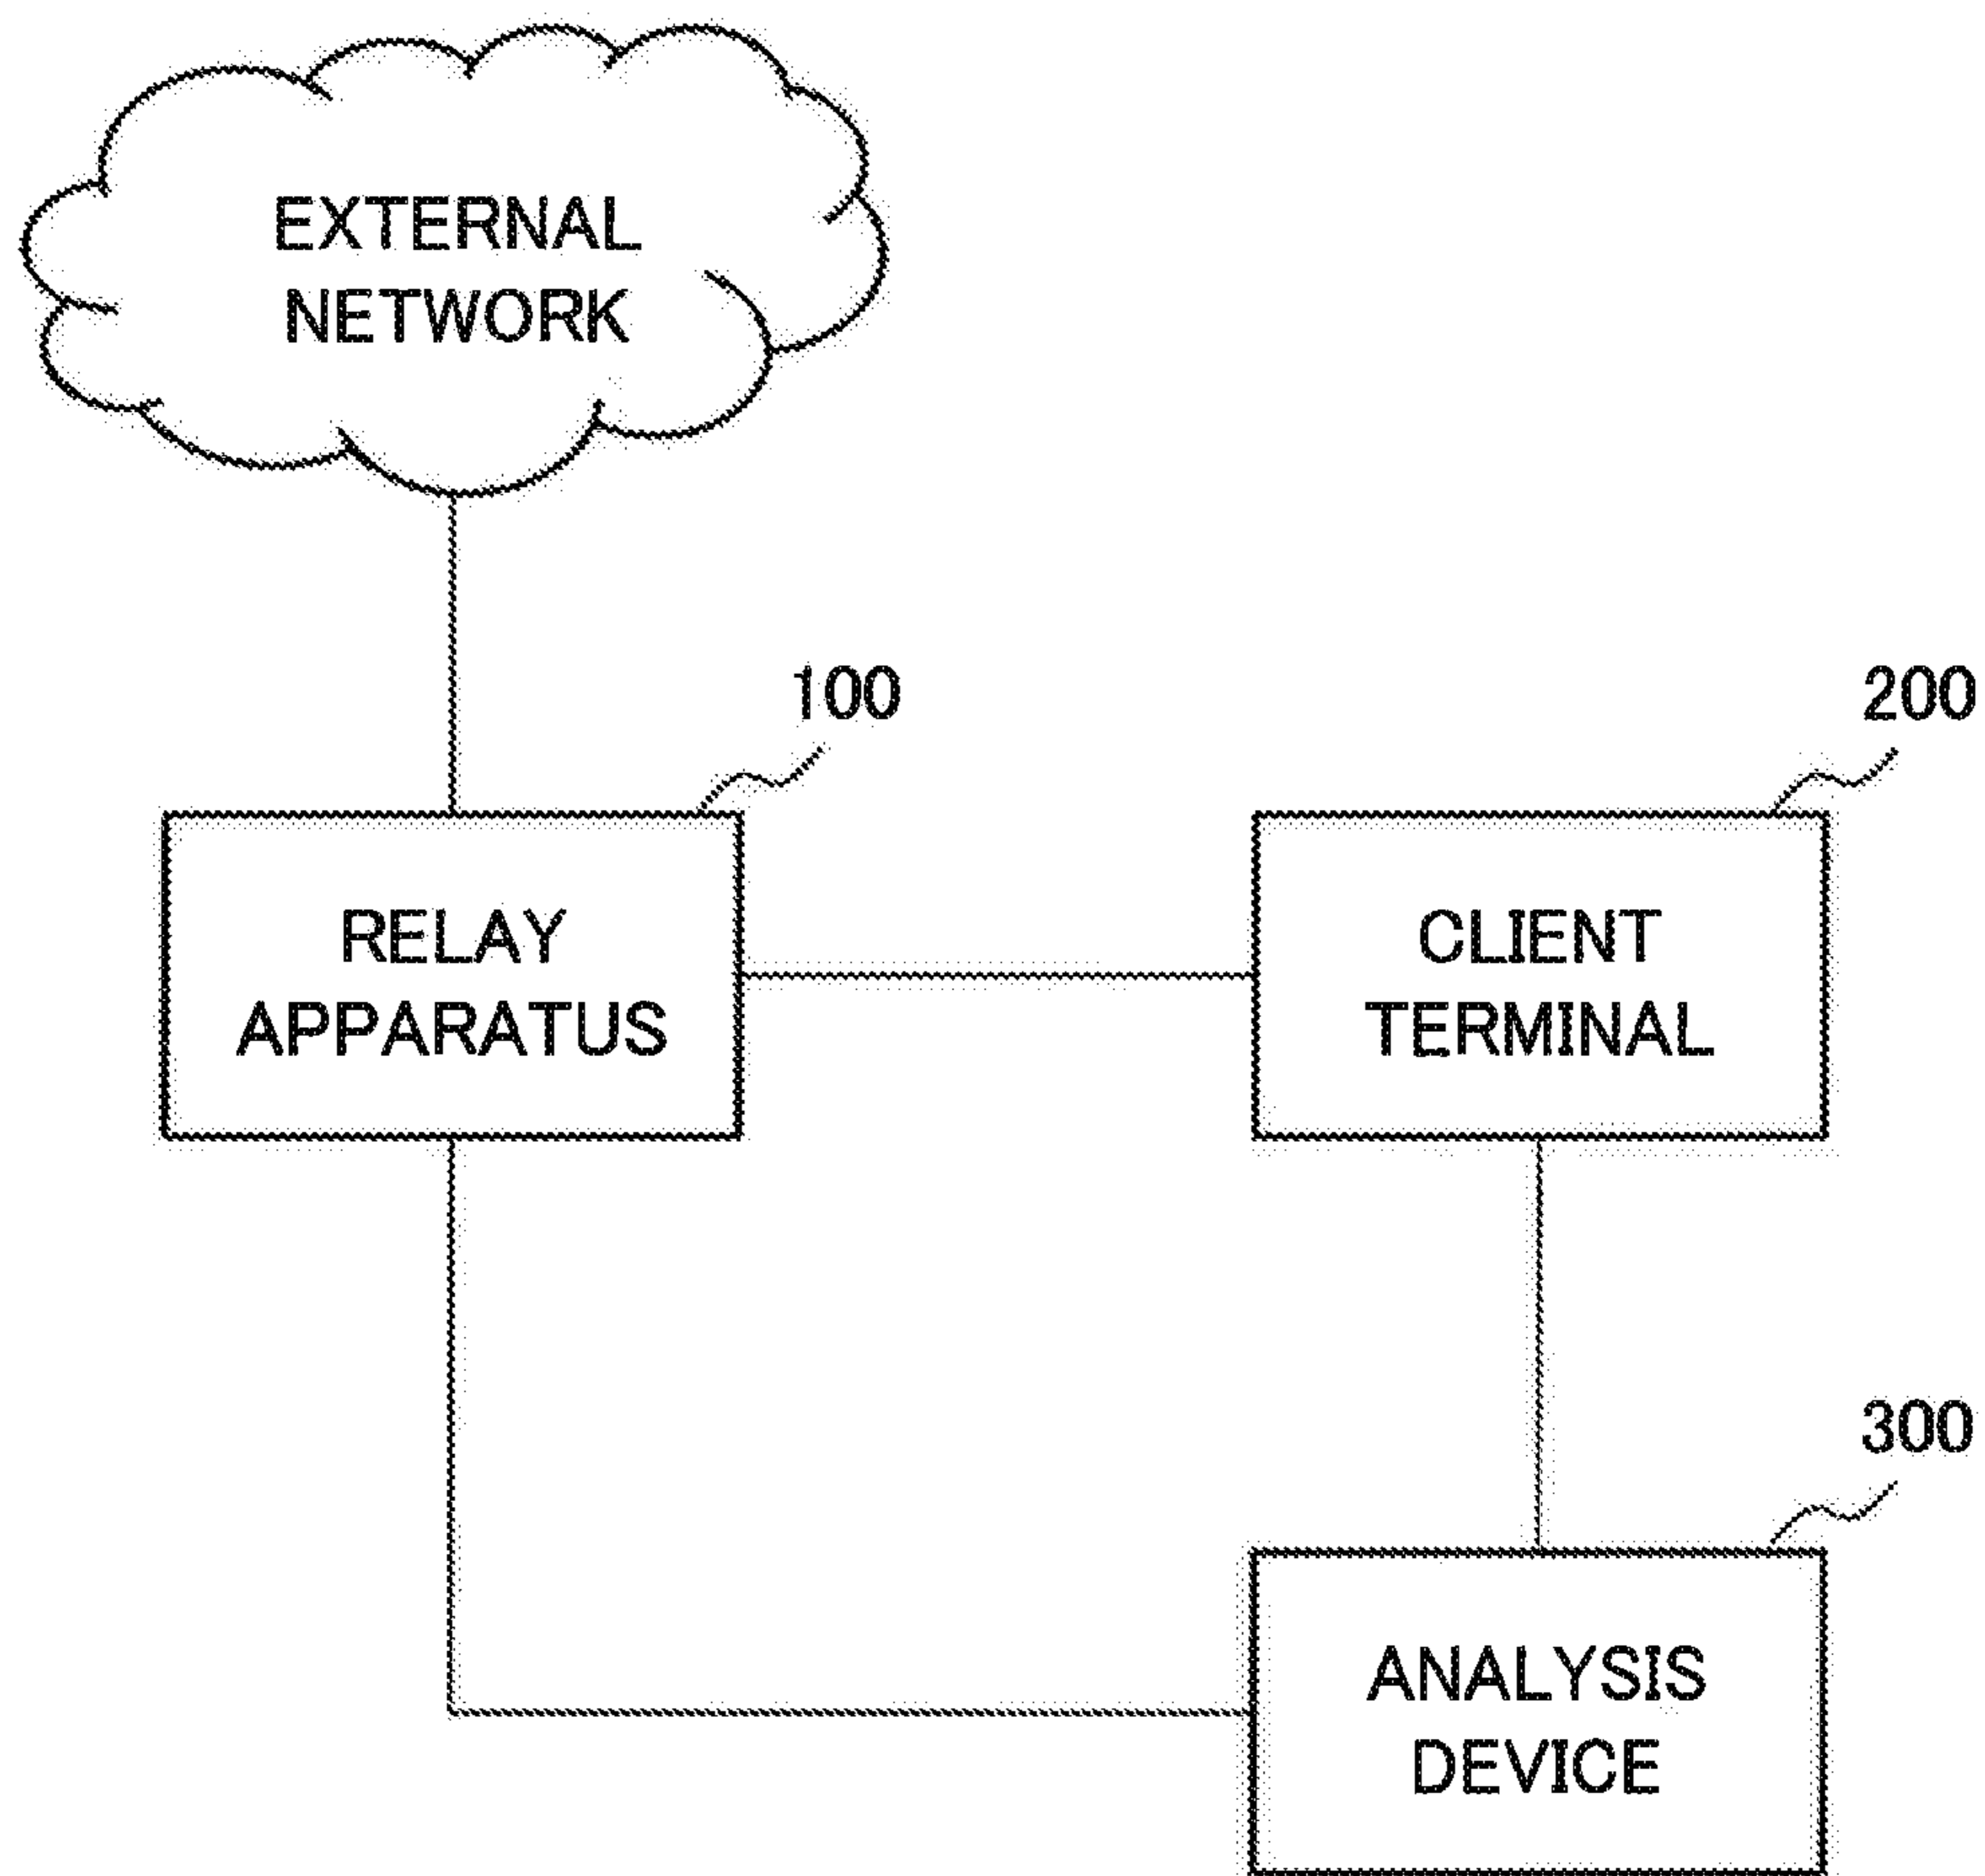 EXTERNAL
NETWORK
100
200
RELAY
APPARATUS
CLIENT
TERMINAL
300
ANALYSIS
DEVICE